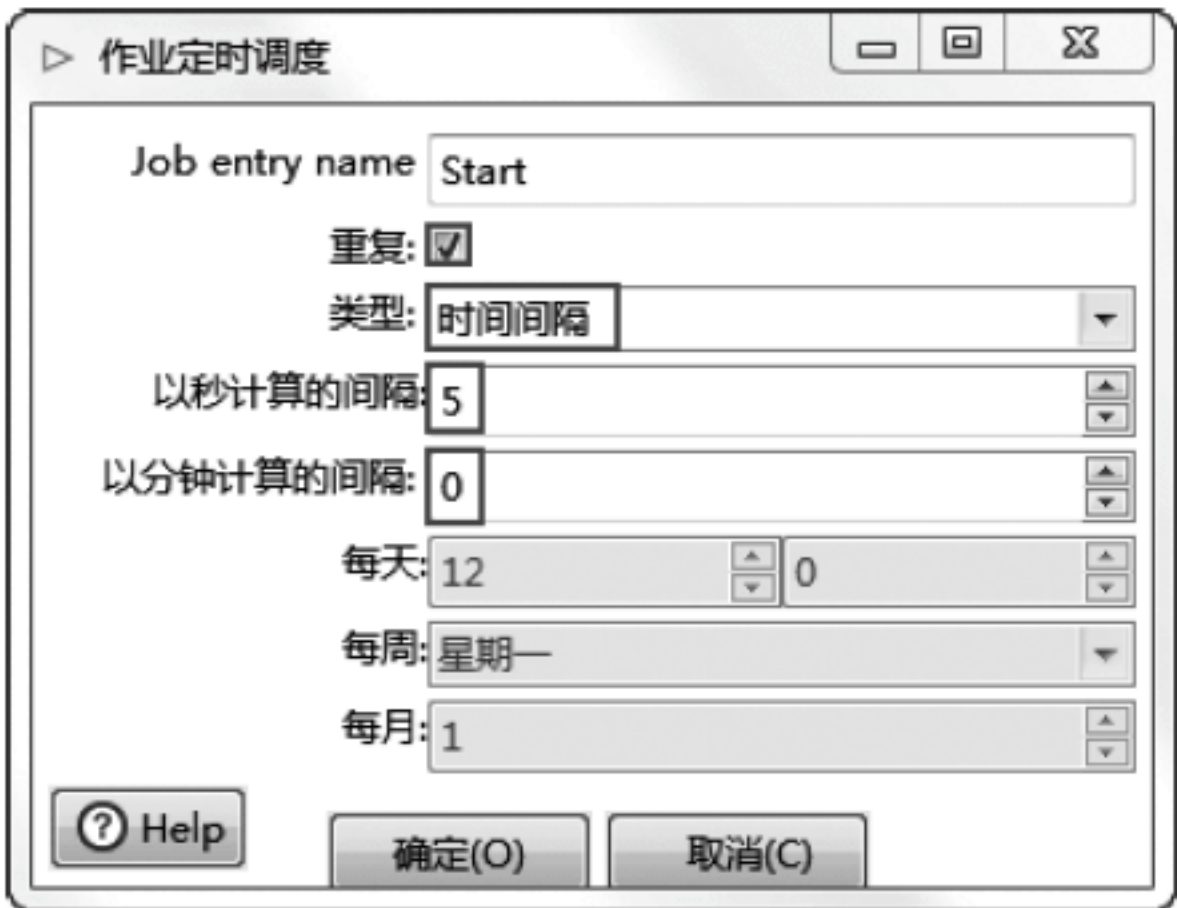 作业定时调度
Job entry name Start
重复:
类型: 时间间隔
以秒计算的间隔: 5
以分钟计算的间隔: 0
每天: 12 0
每周: 星期一
每月: 1
Help 确定(O) 取消(C)